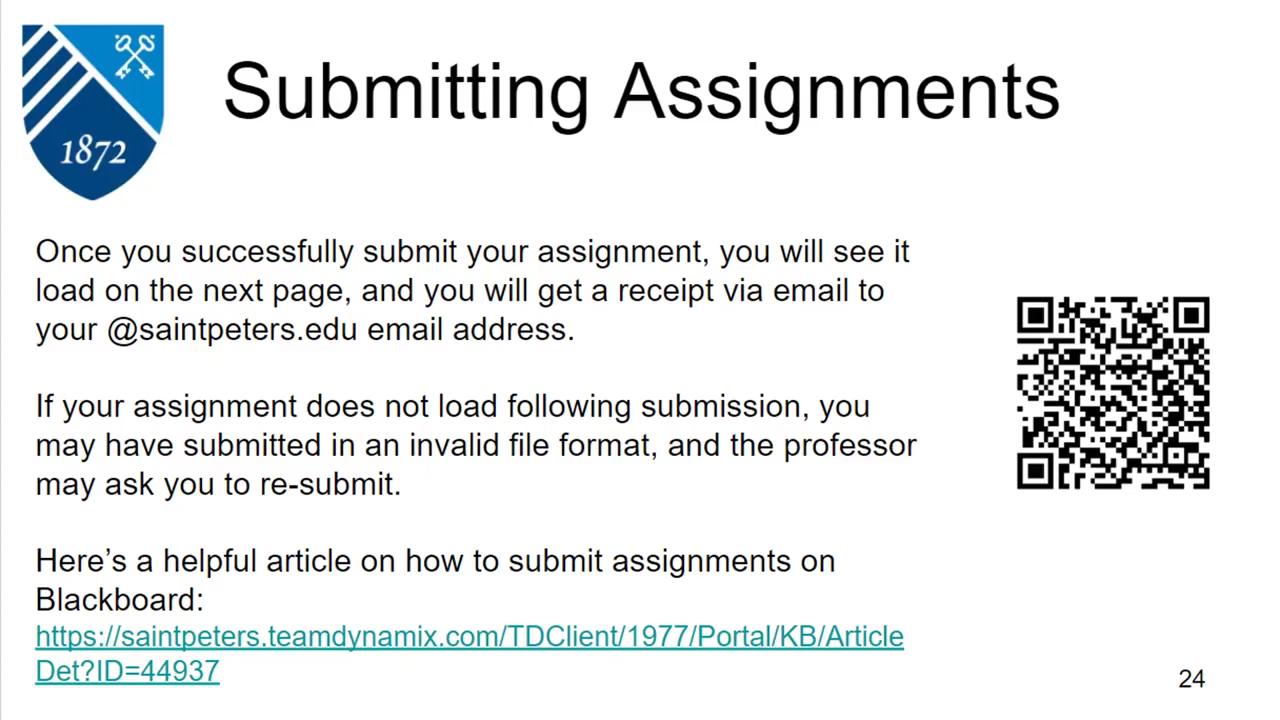 1872
Submitting Assignments
Once you successfully submit your assignment, you will see it
load on the next page, and you will get a receipt via email to
your @saintpeters.edu email address.
If your assignment does not load following submission, you
may have submitted in an invalid file format, and the professor
may ask you to re-submit.
Here’s a helpful article on how to submit assignments on
Blackboard:
https://saintpeters.teamdynamix.com/TDClient/1977/Portal/KB/Article
Det?ID=44937
24